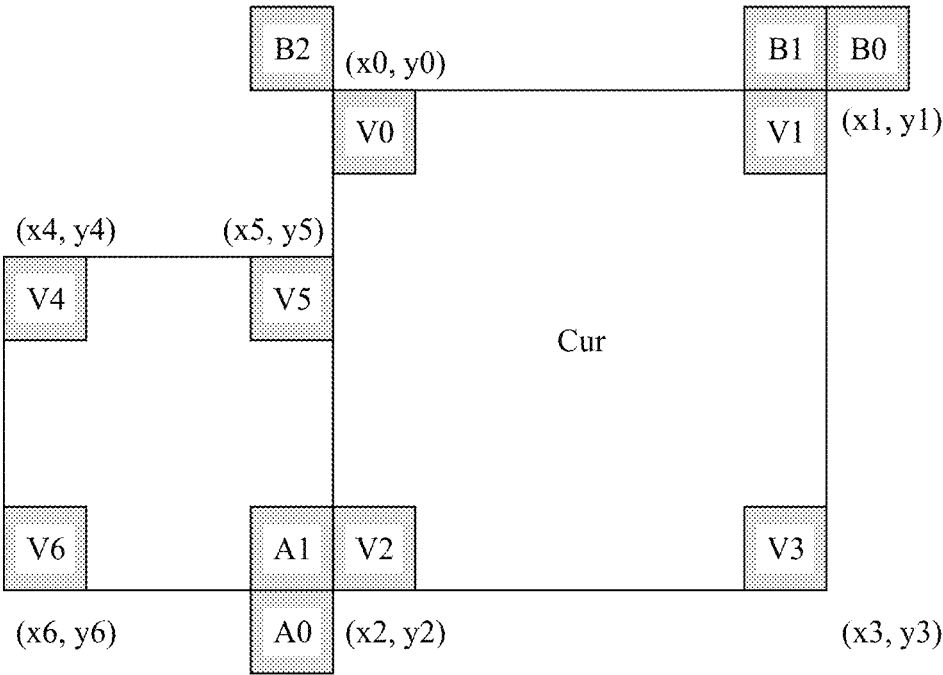 B2
(x0, y0)
B1
B0
V0
V1
(x1, y1)
(x4, y4)
(x5, y5)
V4
V5
Cur
V6
A1
V2
V3
(x6, y6)
A0
(x2, y2)
(x3, y3)